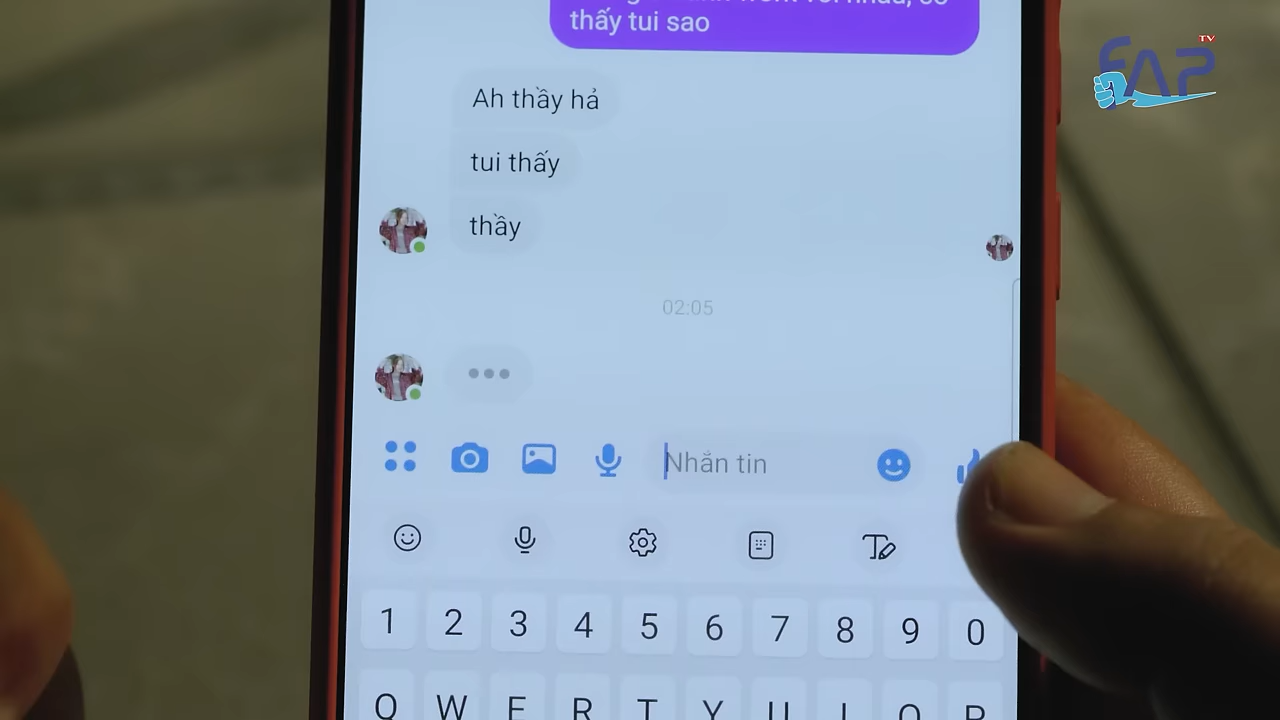 thấy tui sao
Ah thầy hả
tui thấy
thầy
02:05
Nhắn tin
1 2 3 4 5 6 7 8 9 0
Q W E R T Y U I O P
FAP TV